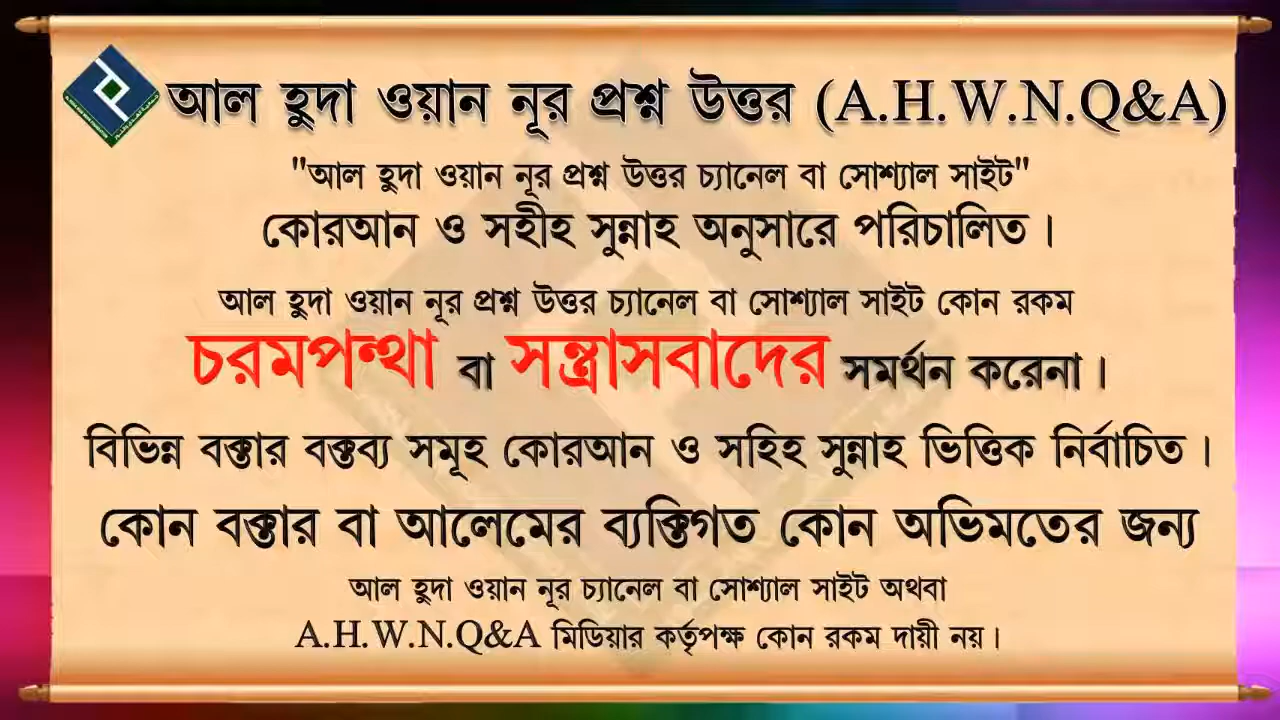 আল হুদা ওয়ান নূর প্রশ্ন উত্তর (A.H.W.N.Q&A)
"আল হুদা ওয়ান নূর প্রশ্ন উত্তর চ্যানেল বা সোশ্যাল সাইট"
কোরআন ও সহীহ সুন্নাহ অনুসারে পরিচালিত।
আল হুদা ওয়ান নূর প্রশ্ন উত্তর চ্যানেল বা সোশ্যাল সাইট কোন রকম
চরমপন্থা বা সন্ত্রাসবাদের সমর্থন করেনা।
বিভিন্ন বক্তার বক্তব্য সমূহ কোরআন ও সহিহ সুন্নাহ ভিত্তিক নির্বাচিত।
কোন বক্তার বা আলেমের ব্যক্তিগত কোন অভিমতের জন্য
আল হুদা ওয়ান নূর চ্যানেল বা সোশ্যাল সাইট অথবা
A.H.W.N.Q&A মিডিয়ার কর্তৃপক্ষ কোন রকম দায়ী নয়।